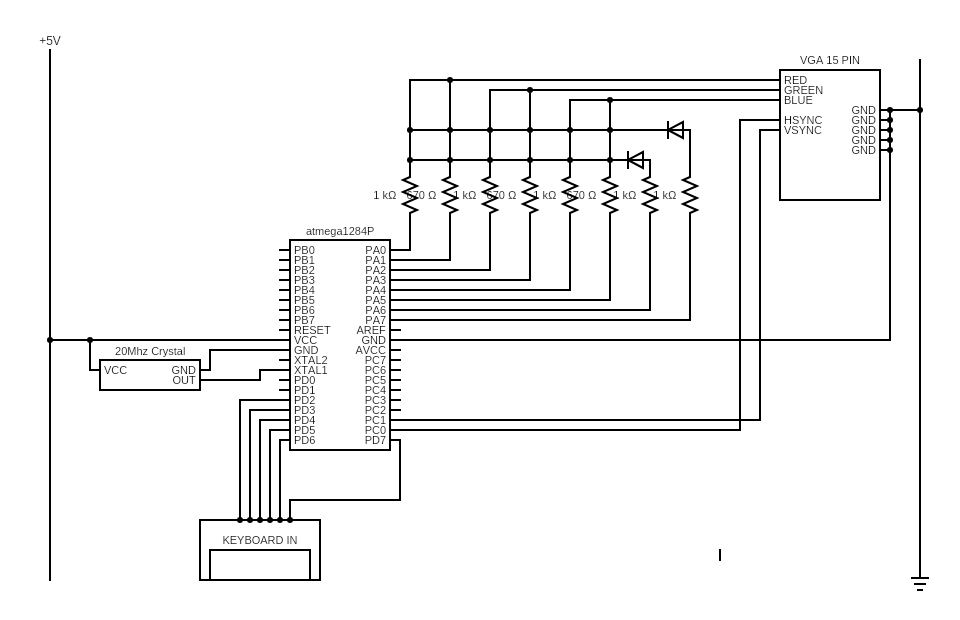 +5V
VGA 15 PIN
RED
GREEN
BLUE
HSYNC
VSYNC
GND
GND
GND
GND
GND
1 kΩ 670 Ω 1 kΩ 670 Ω 1 kΩ 670 Ω 1 kΩ 1 kΩ
atmega1284P
PB0 PA0
PB1 PA1
PB2 PA2
PB3 PA3
PB4 PA4
PB5 PA5
PB6 PA6
PB7 PA7
RESET AREF
VCC GND
GND AVCC
XTAL2 PC7
XTAL1 PC6
PD0 PC5
PD1 PC4
PD2 PC3
PD3 PC2
PD4 PC1
PD5 PC0
PD6 PD7
20Mhz Crystal
VCC GND
OUT
KEYBOARD IN